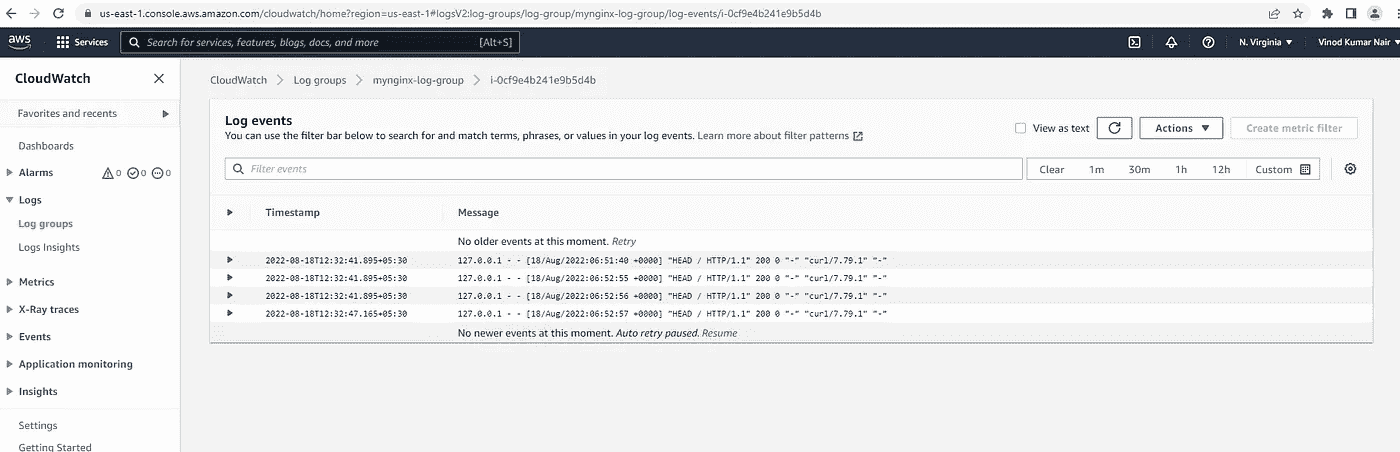 us-east-1.console.aws.amazon.com/cloudwatch/home?region=us-east-1#logsV2:log-groups/log-group/mynginx-log-group/log-events/i-0cf9e4b241e9b5d4b
aws Services Search for services, features, blogs, docs, and more [Alt+S] N. Virginia Vinod Kumar Nair
CloudWatch
Favorites and recents
Dashboards
Alarms 0 0 0
Logs
Log groups
Logs Insights
Metrics
X-Ray traces
Events
Application monitoring
Insights
Settings
Getting Started
CloudWatch Log groups mynginx-log-group i-0cf9e4b241e9b5d4b
Log events
You can use the filter bar below to search for and match terms, phrases, or values in your log events. Learn more about filter patterns
View as text Actions Create metric filter
Filter events Clear 1m 30m 1h 12h Custom
Timestamp Message
No older events at this moment. Retry
2022-08-18T12:32:41.895+05:30 127.0.0.1 - - [18/Aug/2022:06:51:40 +0000] "HEAD / HTTP/1.1" 200 0 "-" "curl/7.79.1" "-"
2022-08-18T12:32:41.895+05:30 127.0.0.1 - - [18/Aug/2022:06:52:55 +0000] "HEAD / HTTP/1.1" 200 0 "-" "curl/7.79.1" "-"
2022-08-18T12:32:41.895+05:30 127.0.0.1 - - [18/Aug/2022:06:52:56 +0000] "HEAD / HTTP/1.1" 200 0 "-" "curl/7.79.1" "-"
2022-08-18T12:32:47.165+05:30 127.0.0.1 - - [18/Aug/2022:06:52:57 +0000] "HEAD / HTTP/1.1" 200 0 "-" "curl/7.79.1" "-"
No newer events at this moment. Auto retry paused. Resume